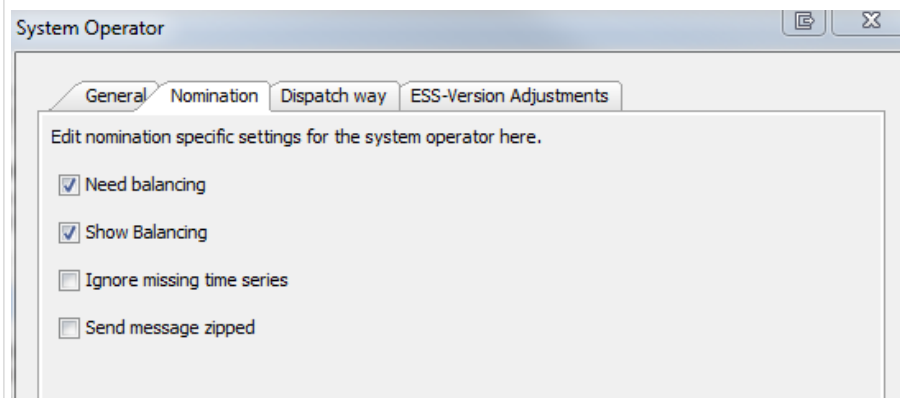 System Operator
General Nomination Dispatch way ESS-Version Adjustments
Edit nomination specific settings for the system operator here.
Need balancing
Show Balancing
Ignore missing time series
Send message zipped